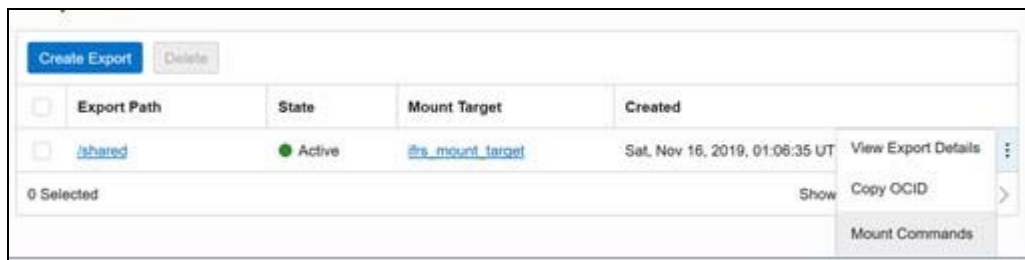 Create Export Delete
Export Path State Mount Target Created
/shared Active ifrs_mount_target Sat, Nov 16, 2019, 01:06:35 UT
View Export Details
0 Selected Show
Copy OCID
Mount Commands